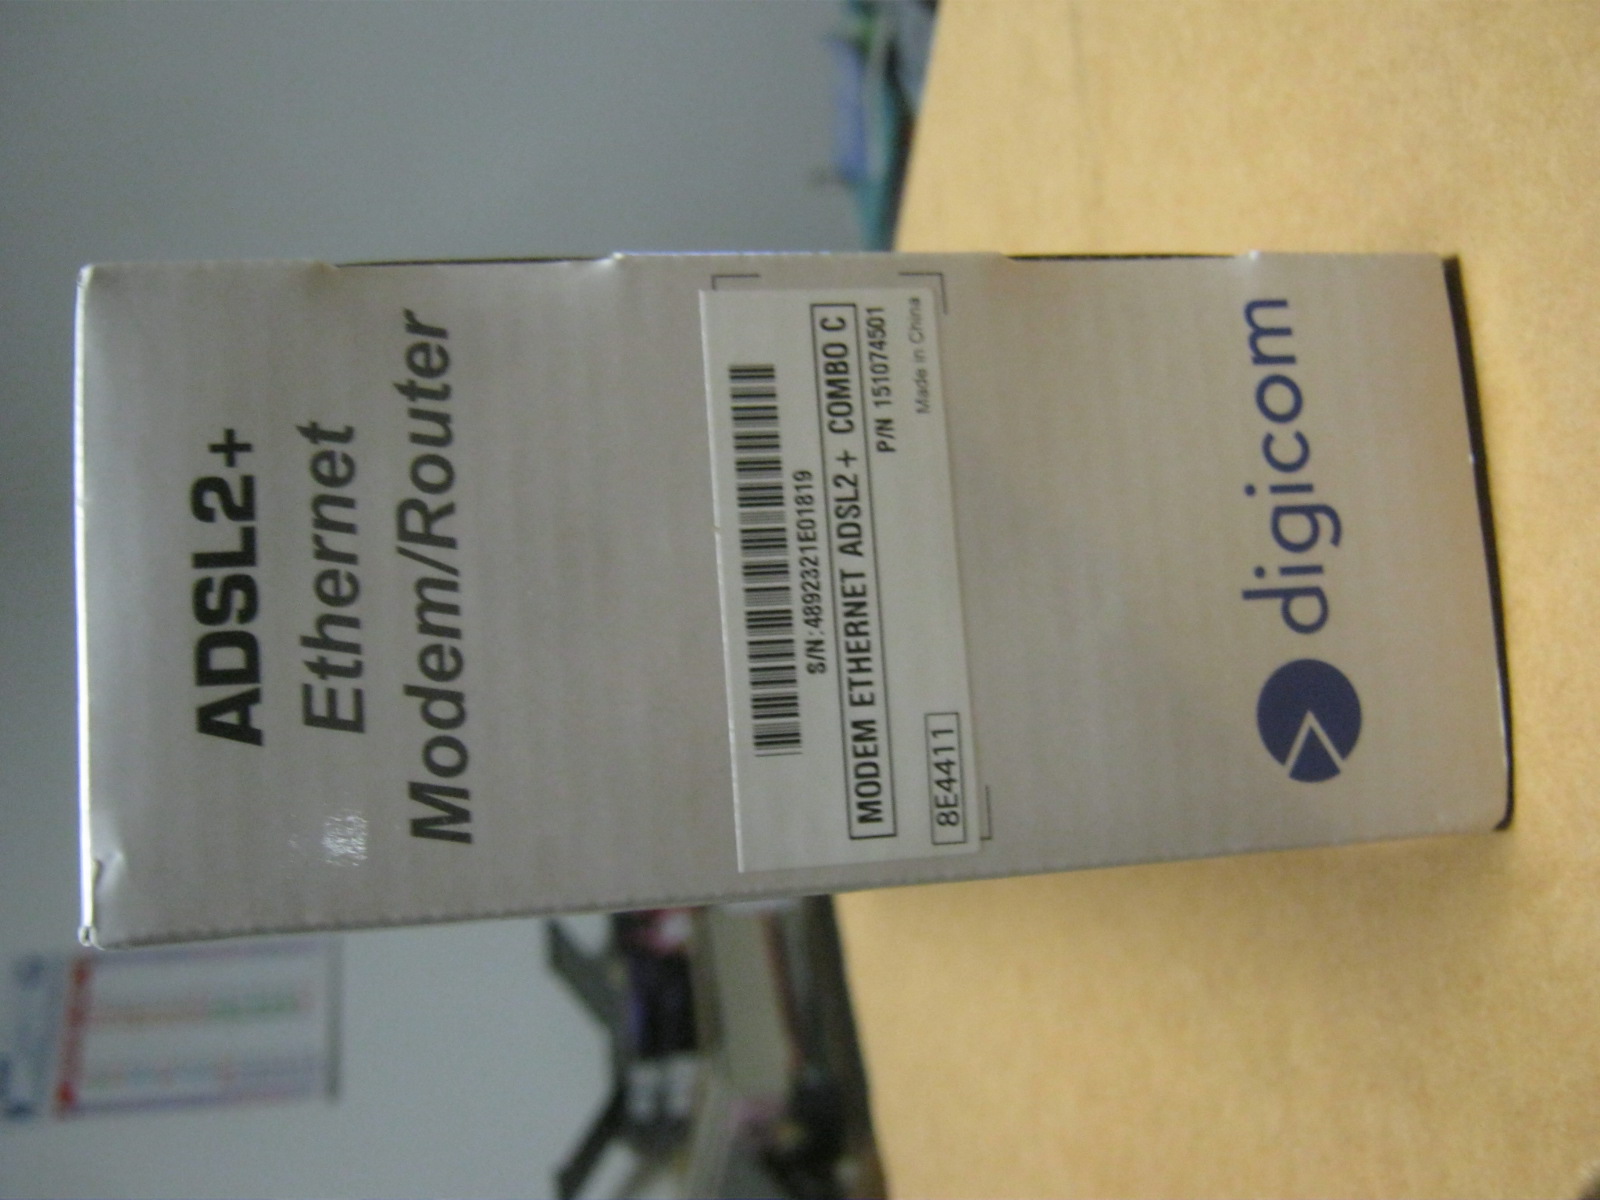 ADSL2+
Ethernet
Modem/Router
S/N:4892321E01819
MODEM ETHERNET ADSL2+ COMBO C
P/N 151074501
8E4411
Made in China
digicom